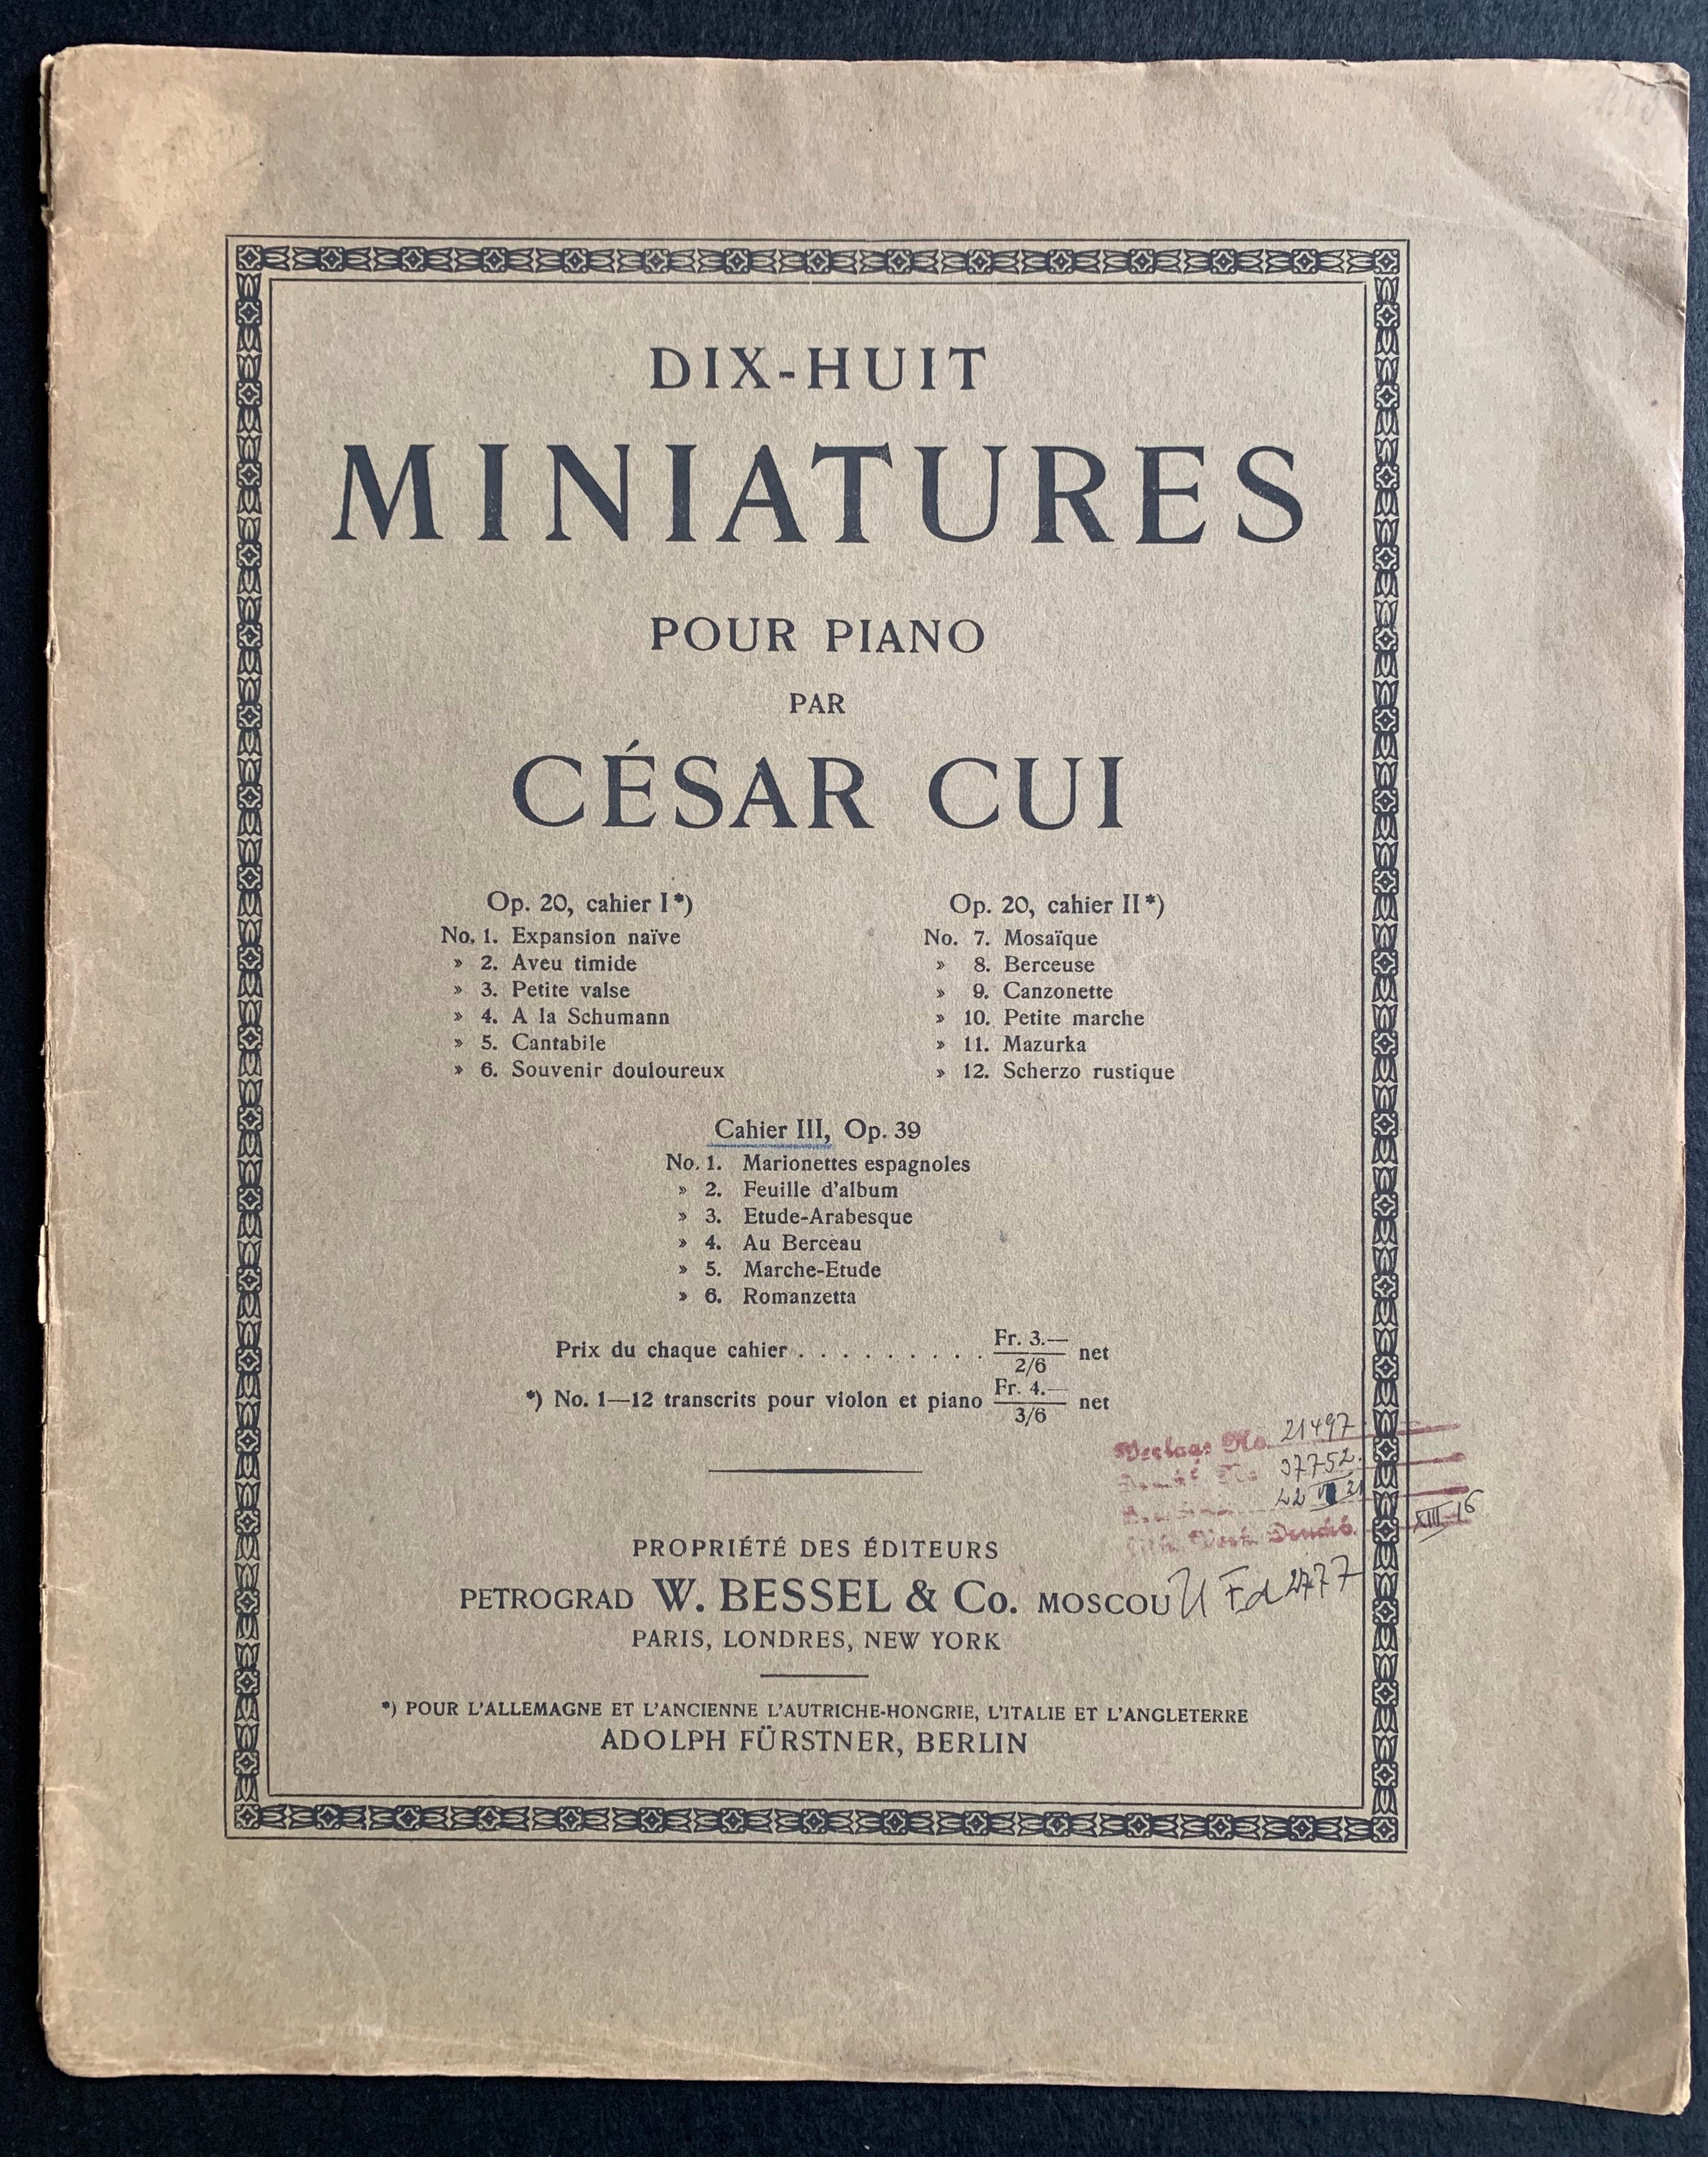 DIX-HUIT
MINIATURES
POUR PIANO
PAR
CÉSAR CUI
Op. 20, cahier I*)
No. 1. Expansion naïve
» 2. Aveu timide
» 3. Petite valse
» 4. A la Schumann
» 5. Cantabile
» 6. Souvenir douloureux
Op. 20, cahier II*)
No. 7. Mosaïque
» 8. Berceuse
» 9. Canzonette
» 10. Petite marche
» 11. Mazurka
» 12. Scherzo rustique
Cahier III, Op. 39
No. 1. Marionettes espagnoles
» 2. Feuille d'album
» 3. Etude-Arabesque
» 4. Au Berceau
» 5. Marche-Etude
» 6. Romanzetta
Prix du chaque cahier . . . . . . . . . Fr. 3.— 2/6 net
*) No. 1—12 transcrits pour violon et piano Fr. 4.— 3/6 net
Verlags No. 21497
37752
XIII 16
PROPRIÉTÉ DES ÉDITEURS
PETROGRAD W. BESSEL & Co. MOSCOU
PARIS, LONDRES, NEW YORK
*) POUR L'ALLEMAGNE ET L'ANCIENNE L'AUTRICHE-HONGRIE, L'ITALIE ET L'ANGLETERRE
ADOLPH FÜRSTNER, BERLIN